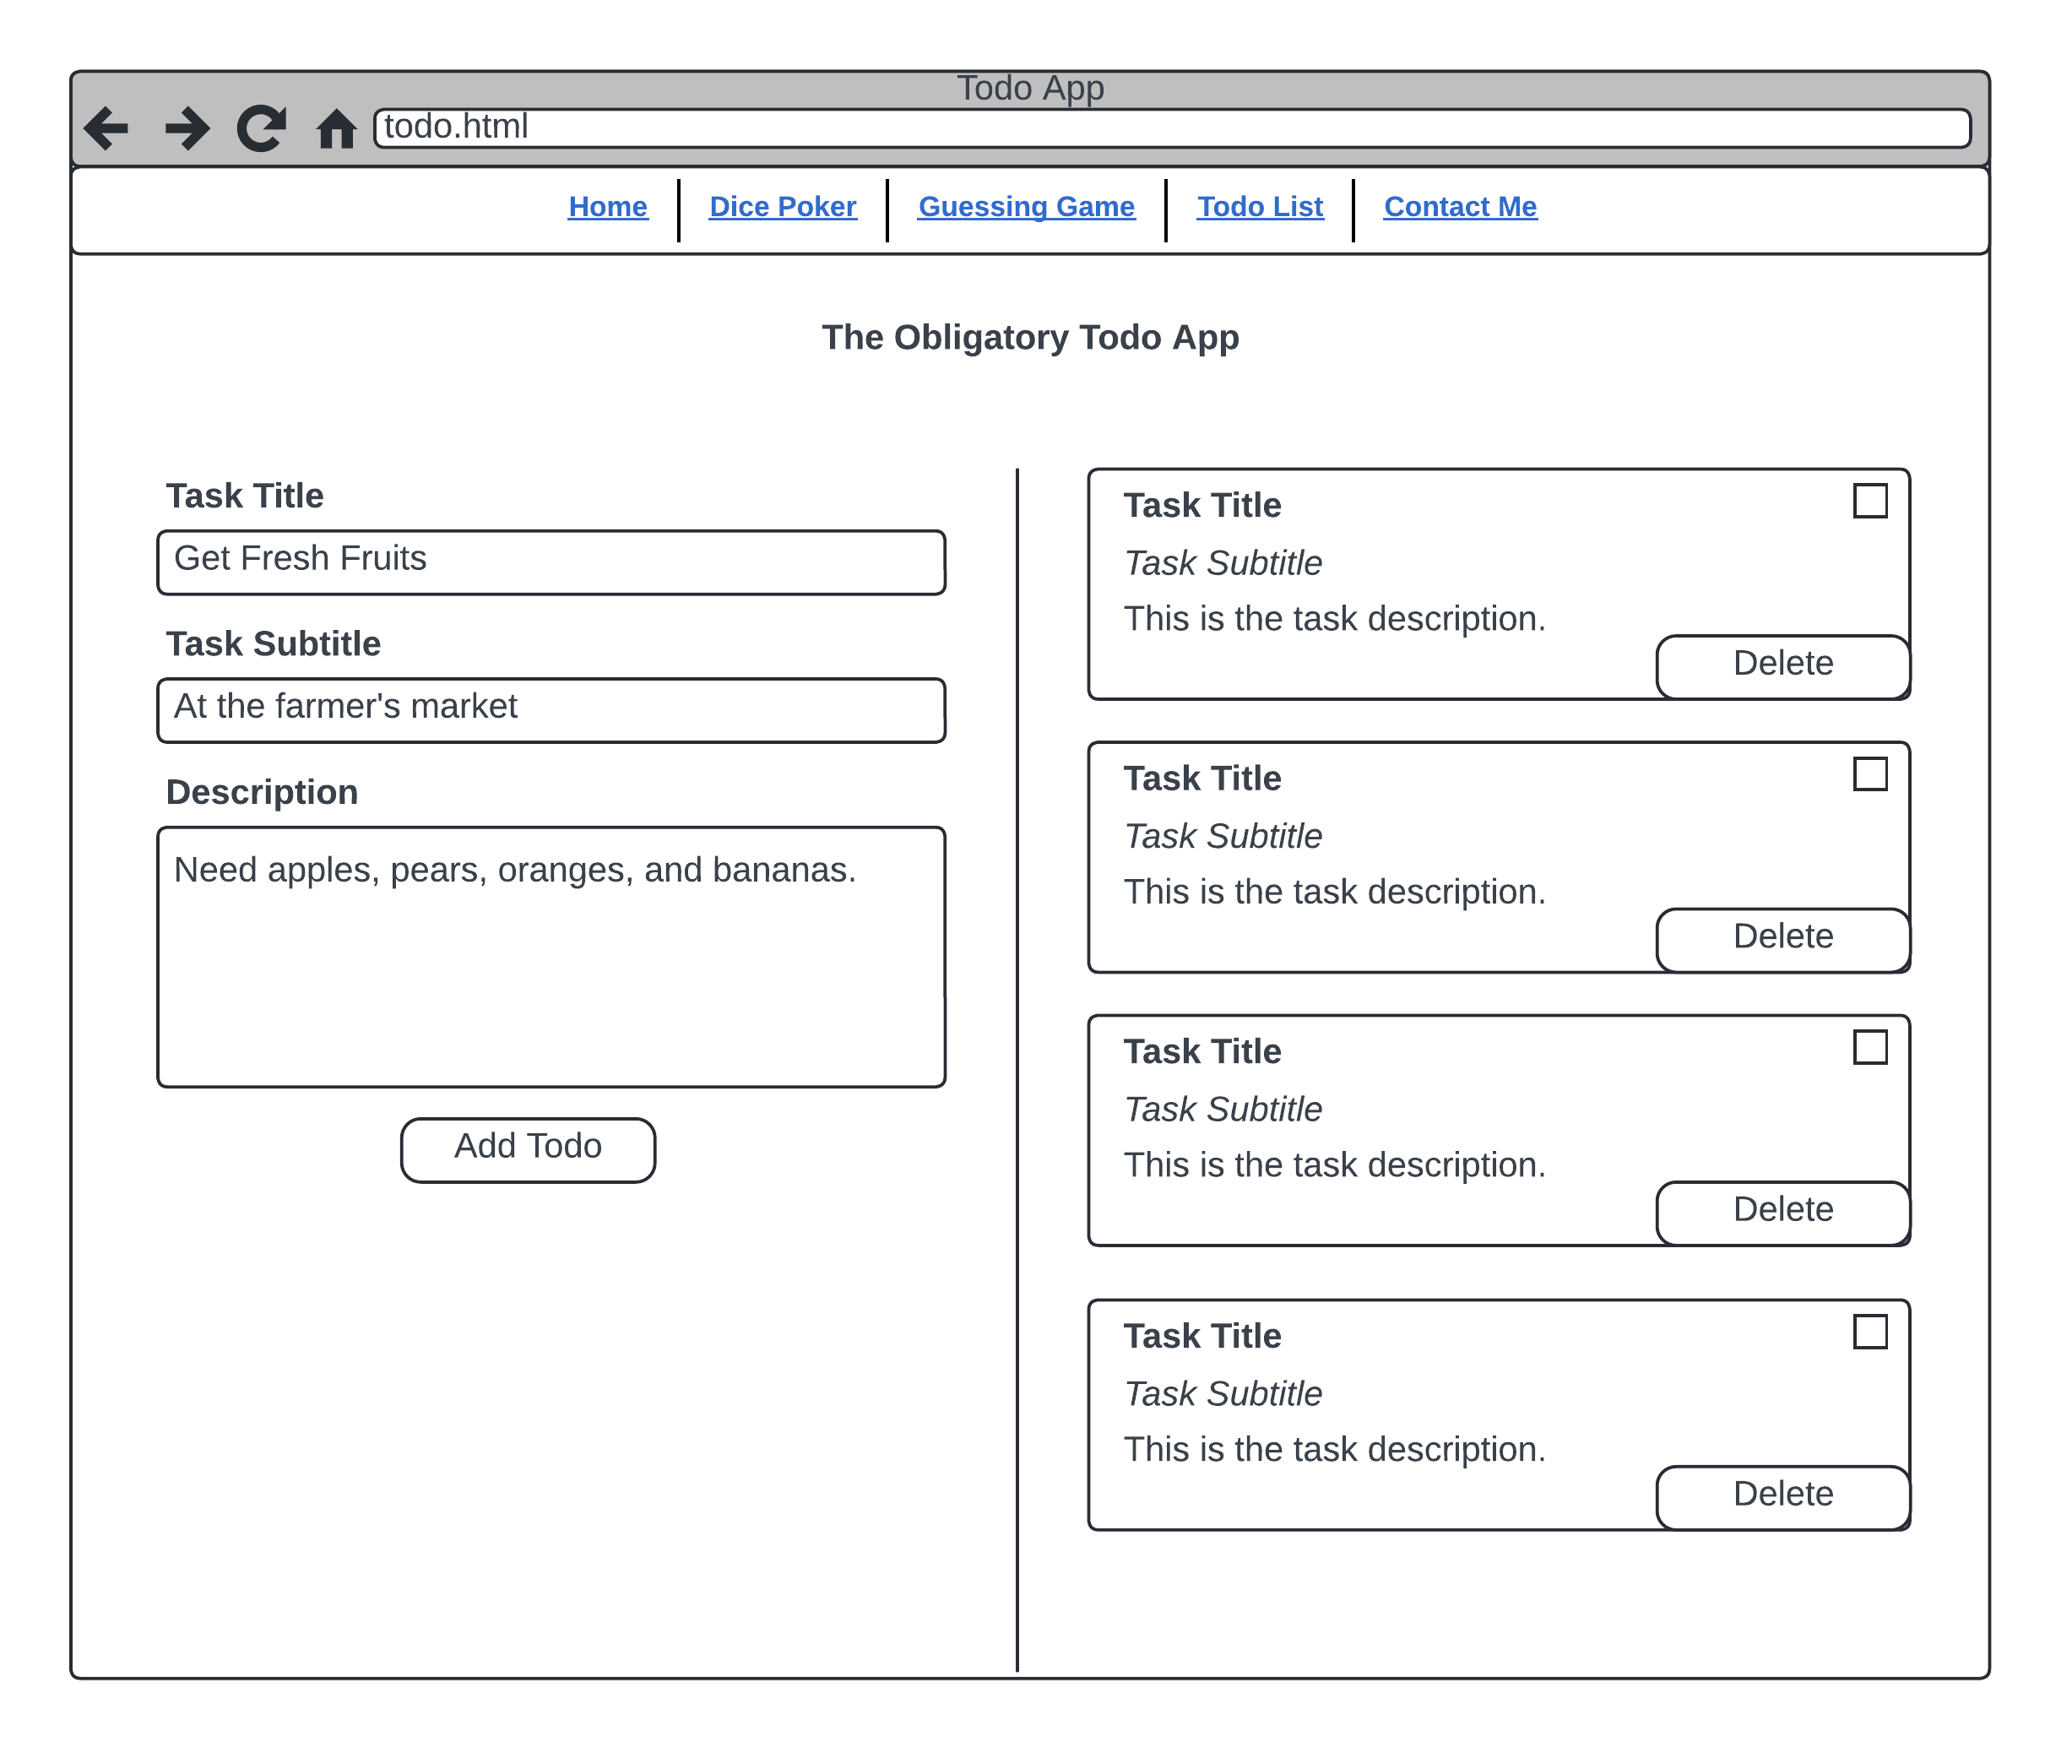 Todo App
todo.html
Home Dice Poker Guessing Game Todo List Contact Me
The Obligatory Todo App
Task Title
Get Fresh Fruits
Task Subtitle
At the farmer's market
Description
Need apples, pears, oranges, and bananas.
Add Todo
Task Title
Task Subtitle
This is the task description.
Delete
Task Title
Task Subtitle
This is the task description.
Delete
Task Title
Task Subtitle
This is the task description.
Delete
Task Title
Task Subtitle
This is the task description.
Delete